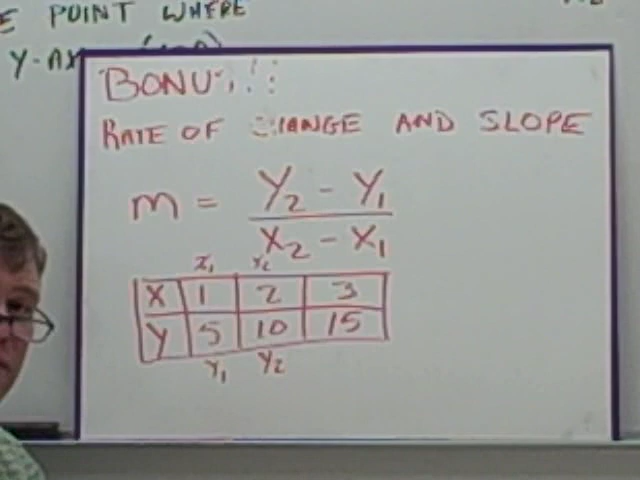 E POINT WHERE
Y-AX
BONUS!!
RATE OF CHANGE AND SLOPE
m = Y2 - Y1
X2 - X1
X1 X2
X 1 2 3
Y 5 10 15
Y1 Y2